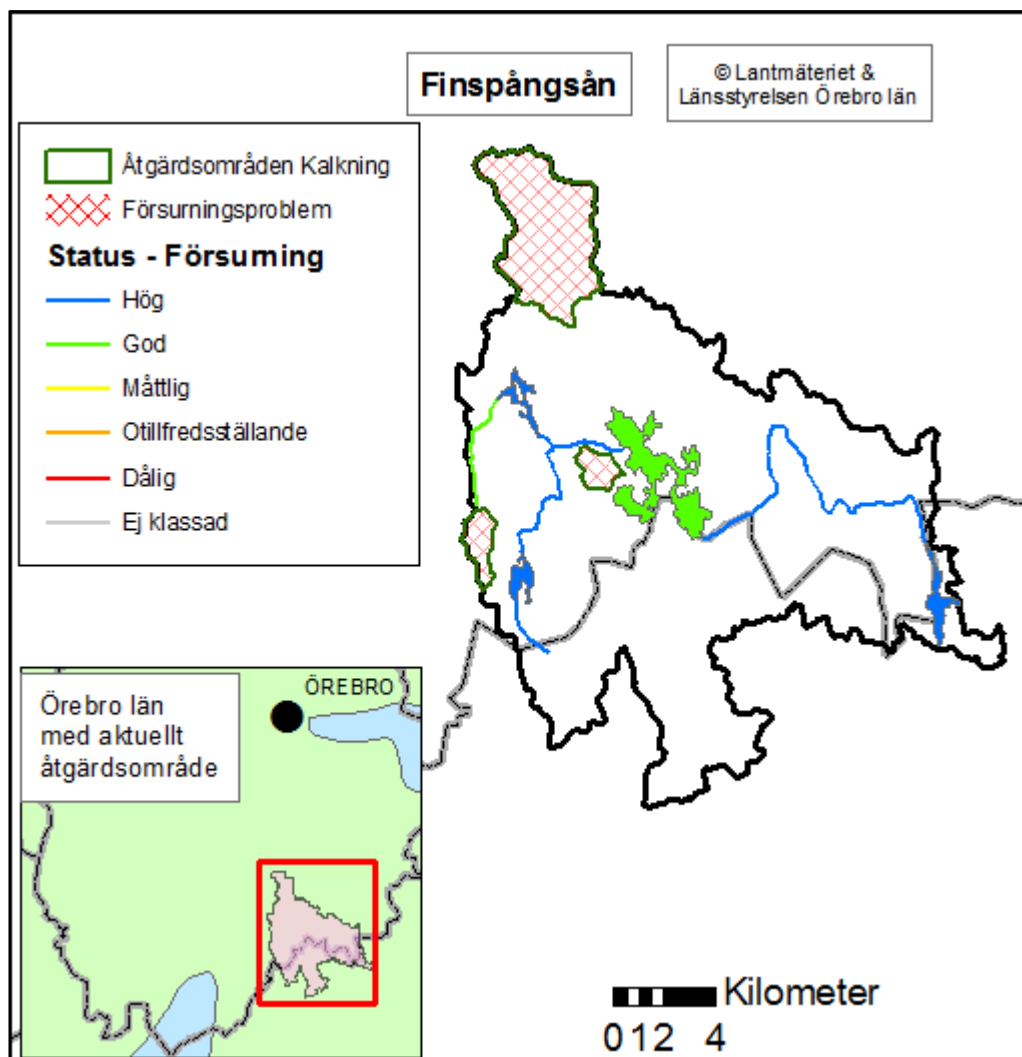 Finspångsån
© Lantmäteriet &
Länsstyrelsen Örebro län
Åtgärdsområden Kalkning
Försurningsproblem
Status - Försurning
Hög
God
Måttlig
Otillfredsställande
Dålig
Ej klassad
Örebro län
med aktuellt
åtgärdsområde
ÖREBRO
Kilometer
0 1 2 4